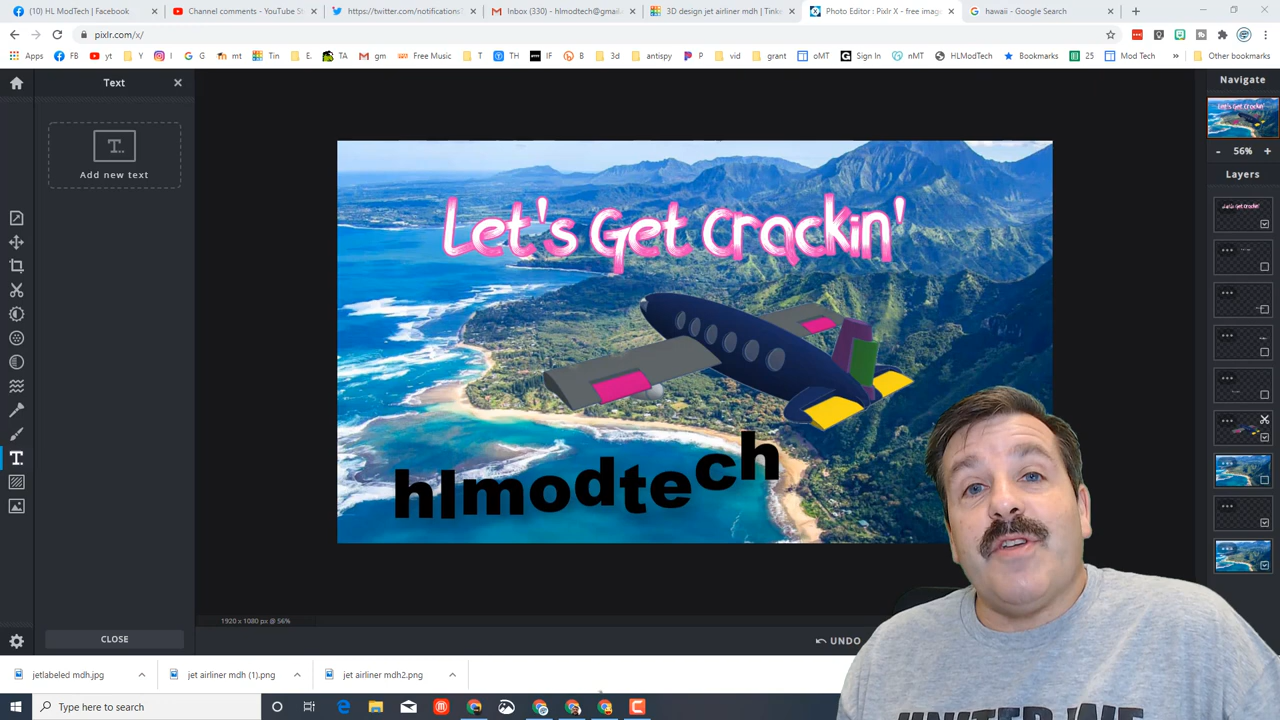 (10) HL ModTech | Facebook
Channel comments - YouTube St
https://twitter.com/notifications
Inbox (330) - hlmodtech@gmail.
3D design jet airliner mdh | Tink
Photo Editor : Pixlr X - free imag
hawaii - Google Search
pixlr.com/x/
Apps
FB
yt
Y
I
G
mt
Tin
E.
TA
gm
Free Music
T
TH
IF
B
3d
antispy
P
vid
grant
oMT
Sign In
nMT
HLModTech
Bookmarks
25
Mod Tech
»
Other bookmarks
Text
Navigate
T..
Add new text
- 56% +
Layers
Let's Get Crackin'
hlmodtech
1920 x 1080 px @ 56%
CLOSE
UNDO
jetlabeled mdh.jpg
jet airliner mdh (1).png
jet airliner mdh2.png
Type here to search
UNITED WE